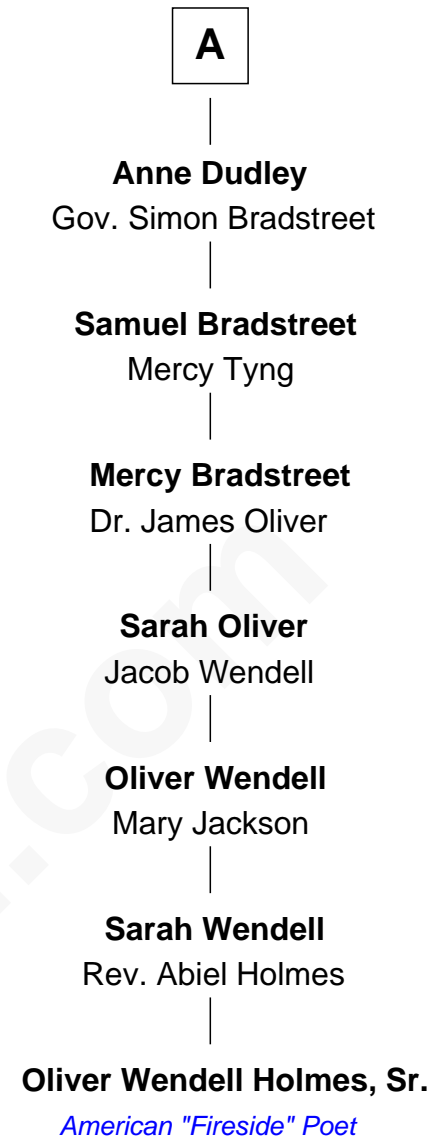 A
Anne Dudley
Gov. Simon Bradstreet
Samuel Bradstreet
Mercy Tyng
Mercy Bradstreet
Dr. James Oliver
Sarah Oliver
Jacob Wendell
Oliver Wendell
Mary Jackson
Sarah Wendell
Rev. Abiel Holmes
Oliver Wendell Holmes, Sr.
American "Fireside" Poet
.com